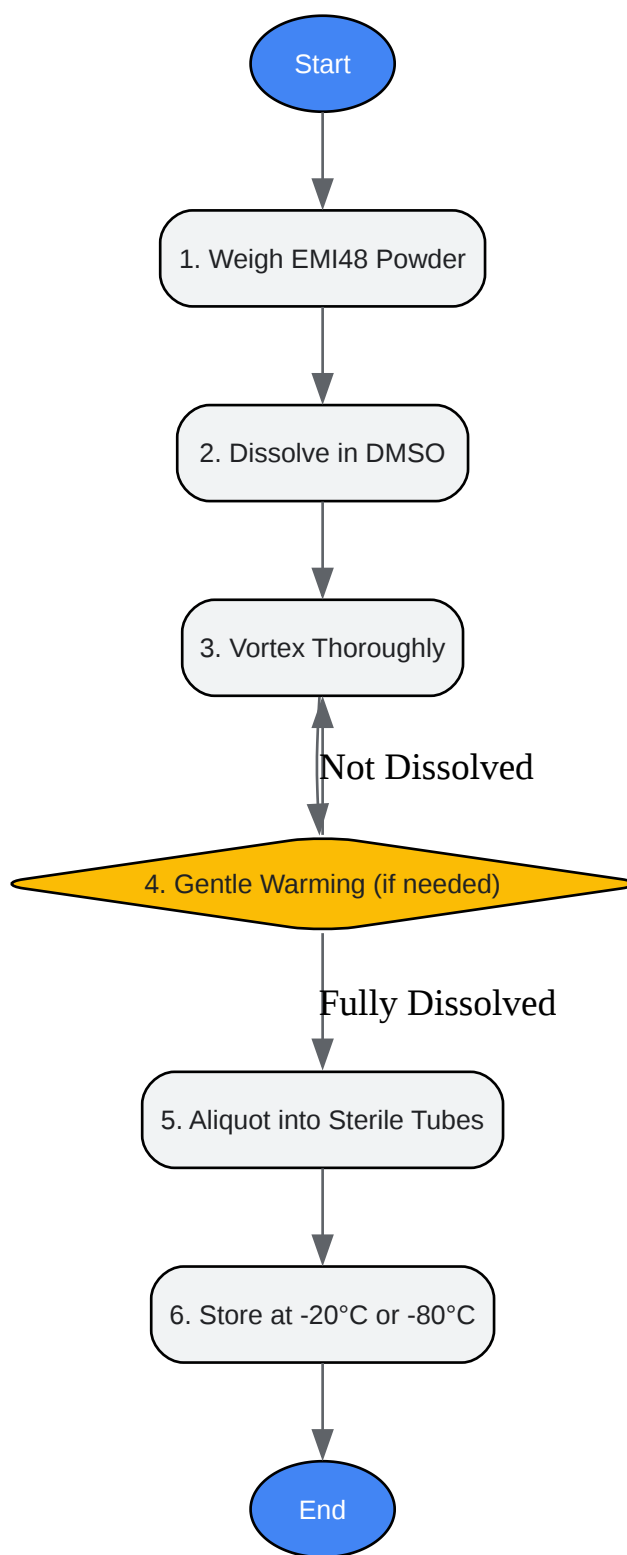 Start
1. Weigh EMI48 Powder
2. Dissolve in DMSO
3. Vortex Thoroughly
Not Dissolved
4. Gentle Warming (if needed)
Fully Dissolved
5. Aliquot into Sterile Tubes
6. Store at -20°C or -80°C
End